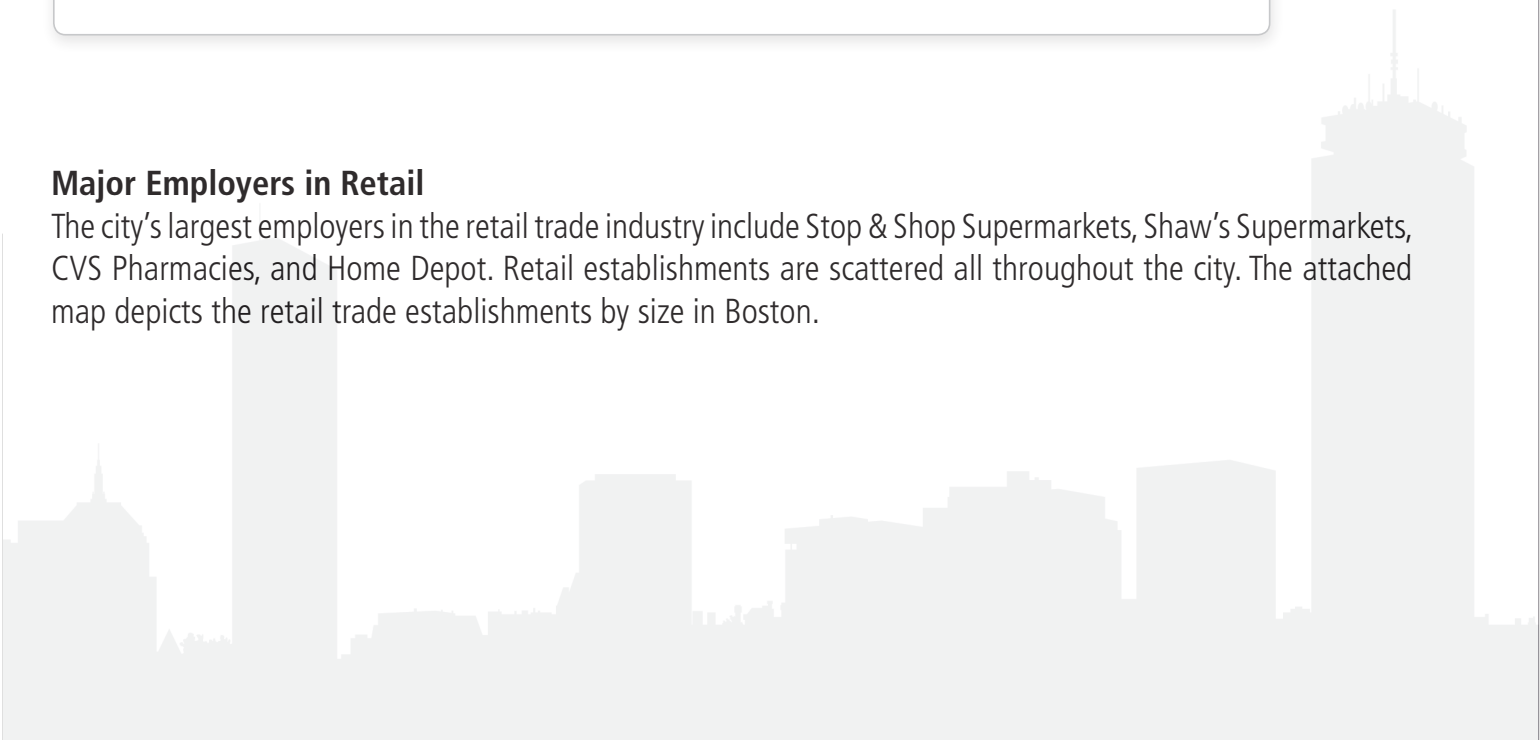 Major Employers in Retail
The city’s largest employers in the retail trade industry include Stop & Shop Supermarkets, Shaw’s Supermarkets,
CVS Pharmacies, and Home Depot. Retail establishments are scattered all throughout the city. The attached
map depicts the retail trade establishments by size in Boston.